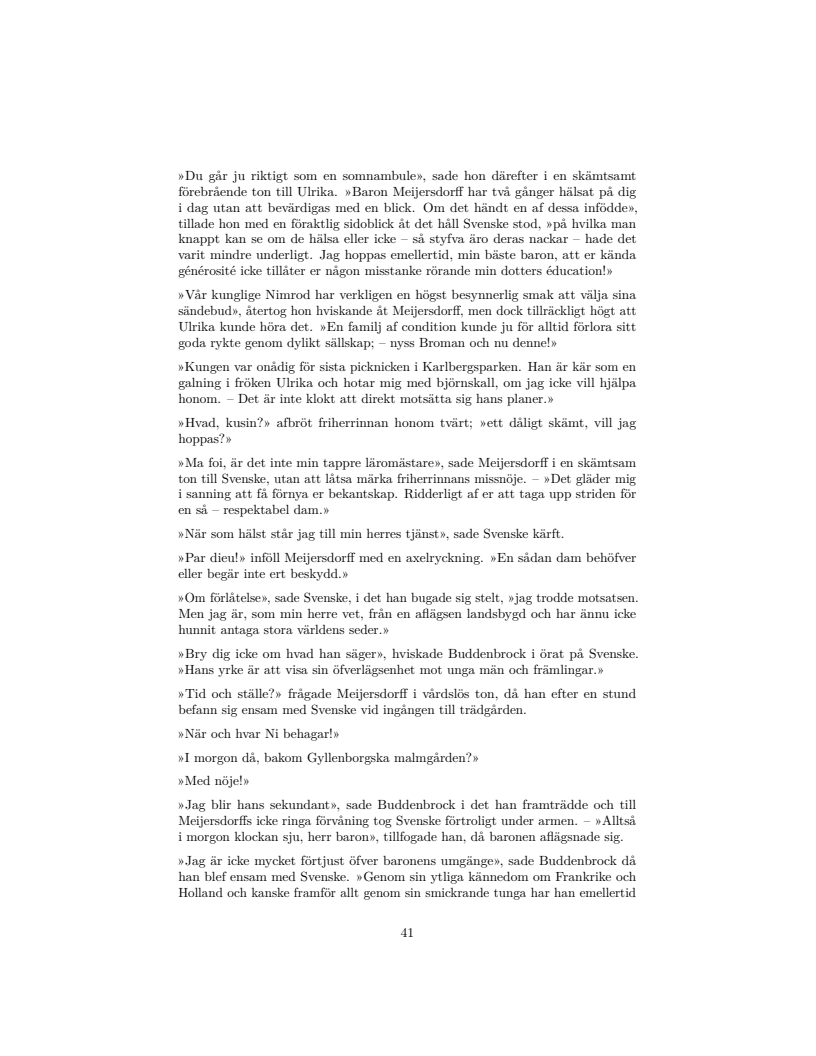 »Du går ju riktigt som en somnambule», sade hon därefter i en skämtsamt
förebrående ton till Ulrika. »Baron Meijersdorff har två gånger hälsat på dig
i dag utan att bevärdigas med en blick. Om det händt en af dessa infödde»,
tillade hon med en föraktlig sidoblick åt det håll Svenske stod, »på hvilka man
knappt kan se om de hälsa eller icke – så styfva äro deras nackar – hade det
varit mindre underligt. Jag hoppas emellertid, min bäste baron, att er kända
générosité icke tillåter er någon misstanke rörande min dotters éducation!»
»Vår kunglige Nimrod har verkligen en högst besynnerlig smak att välja sina
sändebud», återtog hon hviskande åt Meijersdorff, men dock tillräckligt högt att
Ulrika kunde höra det. »En familj af condition kunde ju för alltid förlora sitt
goda rykte genom dylikt sällskap; – nyss Broman och nu denne!»
»Kungen var onådig för sista picknicken i Karlbergsparken. Han är kär som en
galning i fröken Ulrika och hotar mig med björnskall, om jag icke vill hjälpa
honom. – Det är inte klokt att direkt motsätta sig hans planer.»
»Hvad, kusin?» afbröt friherrinnan honom tvärt; »ett dåligt skämt, vill jag
hoppas?»
»Ma foi, är det inte min tappre läromästare», sade Meijersdorff i en skämtsam
ton till Svenske, utan att låtsa märka friherrinnans missnöje. – »Det gläder mig
i sanning att få förnya er bekantskap. Ridderligt af er att taga upp striden för
en så – respektabel dam.»
»När som hälst står jag till min herres tjänst», sade Svenske kärft.
»Par dieu!» inföll Meijersdorff med en axelryckning. »En sådan dam behöfver
eller begär inte ert beskydd.»
»Om förlåtelse», sade Svenske, i det han bugade sig stelt, »jag trodde motsatsen.
Men jag är, som min herre vet, från en aflägsen landsbygd och har ännu icke
hunnit antaga stora världens seder.»
»Bry dig icke om hvad han säger», hviskade Buddenbrock i örat på Svenske.
»Hans yrke är att visa sin öfverlägsenhet mot unga män och främlingar.»
»Tid och ställe?» frågade Meijersdorff i vårdslös ton, då han efter en stund
befann sig ensam med Svenske vid ingången till trädgården.
»När och hvar Ni behagar!»
»I morgon då, bakom Gyllenborgska malmgården?»
»Med nöje!»
»Jag blir hans sekundant», sade Buddenbrock i det han framträdde och till
Meijersdorffs icke ringa förvåning tog Svenske förtroligt under armen. – »Alltså
i morgon klockan sju, herr baron», tillfogade han, då baronen aflägsnade sig.
»Jag är icke mycket förtjust öfver baronens umgänge», sade Buddenbrock då
han blef ensam med Svenske. »Genom sin ytliga kännedom om Frankrike och
Holland och kanske framför allt genom sin smickrande tunga har han emellertid
41